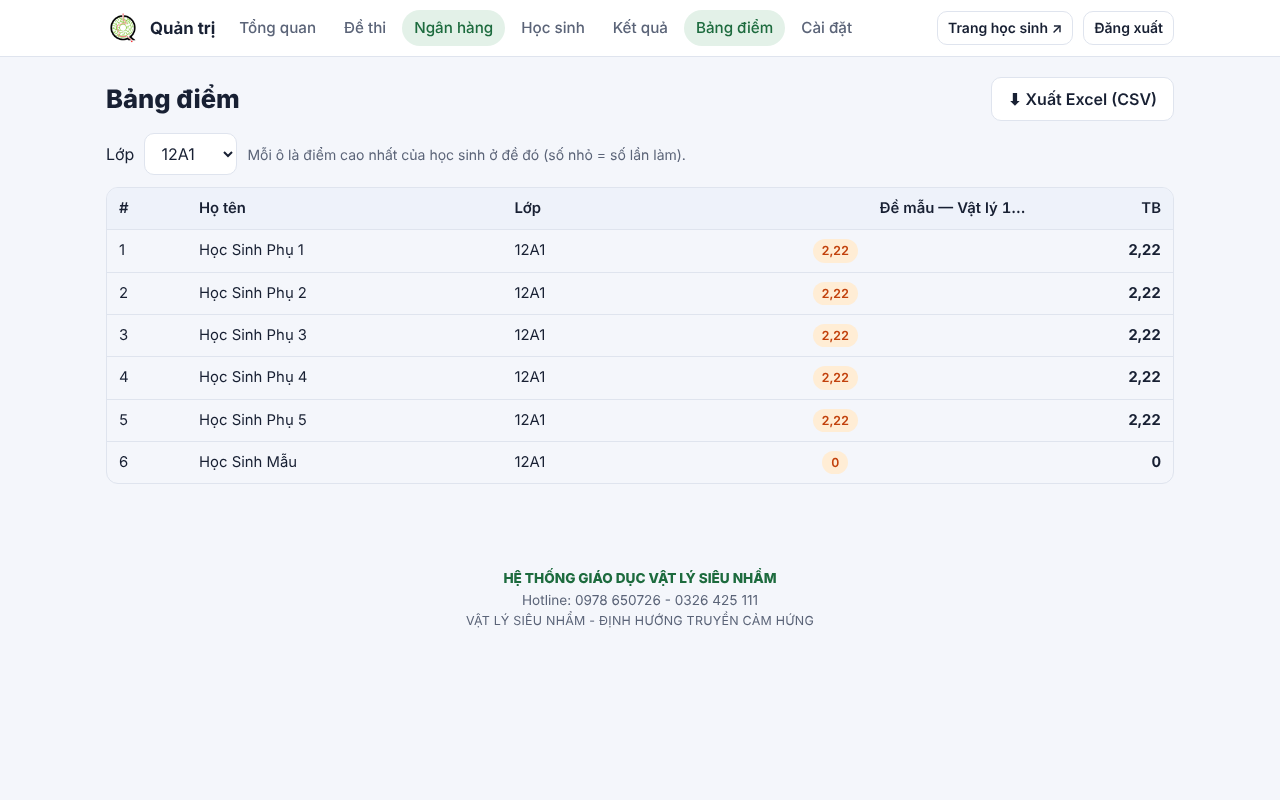 Quản trị Tổng quan Đề thi Ngân hàng Học sinh Kết quả Bảng điểm Cài đặt Trang học sinh ↗ Đăng xuất
Bảng điểm
⬇ Xuất Excel (CSV)
Lớp 12A1 Mỗi ô là điểm cao nhất của học sinh ở đề đó (số nhỏ = số lần làm).
# Họ tên Lớp Đề mẫu — Vật lý 1... TB
1 Học Sinh Phụ 1 12A1 2,22 2,22
2 Học Sinh Phụ 2 12A1 2,22 2,22
3 Học Sinh Phụ 3 12A1 2,22 2,22
4 Học Sinh Phụ 4 12A1 2,22 2,22
5 Học Sinh Phụ 5 12A1 2,22 2,22
6 Học Sinh Mẫu 12A1 0 0
HỆ THỐNG GIÁO DỤC VẬT LÝ SIÊU NHẨM
Hotline: 0978 650726 - 0326 425 111
VẬT LÝ SIÊU NHẨM - ĐỊNH HƯỚNG TRUYỀN CẢM HỨNG